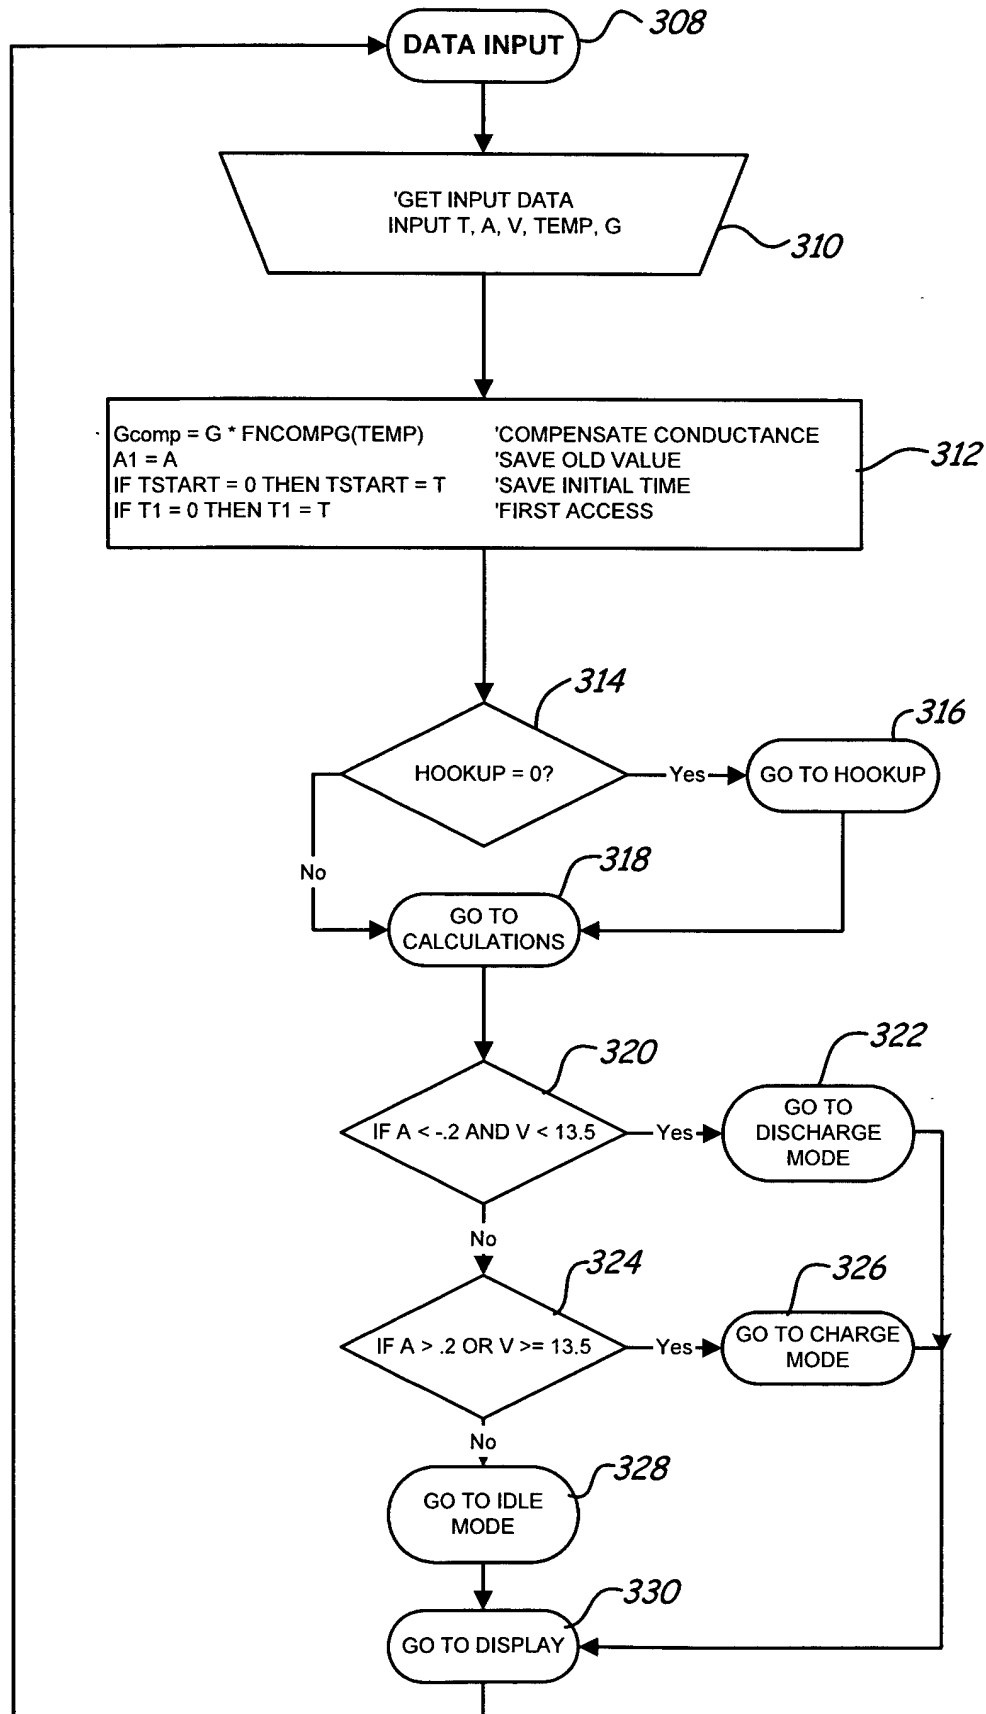 DATA INPUT
308
'GET INPUT DATA
INPUT T, A, V, TEMP, G
310
Gcomp = G * FNCOMPG(TEMP) 'COMPENSATE CONDUCTANCE
A1 = A 'SAVE OLD VALUE
IF TSTART = 0 THEN TSTART = T 'SAVE INITIAL TIME
IF T1 = 0 THEN T1 = T 'FIRST ACCESS
312
314
HOOKUP = 0?
Yes
316
GO TO HOOKUP
No
318
GO TO
CALCULATIONS
320
IF A < -.2 AND V < 13.5
Yes
322
GO TO
DISCHARGE
MODE
No
324
IF A > .2 OR V >= 13.5
Yes
326
GO TO CHARGE
MODE
No
328
GO TO IDLE
MODE
330
GO TO DISPLAY